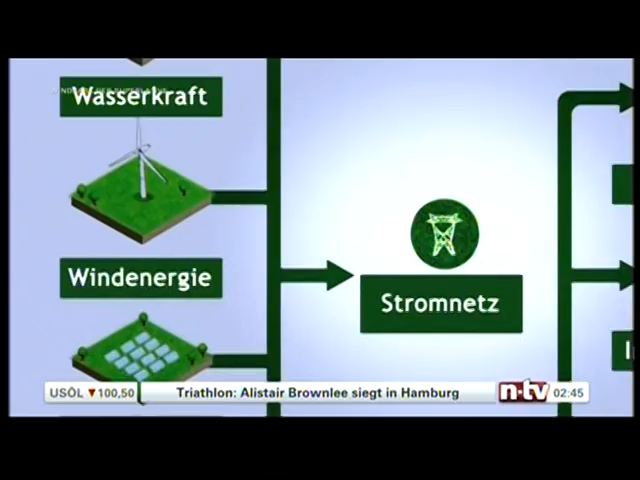 Wasserkraft
Windenergie
Stromnetz
USÖL ▼ 100,50
Triathlon: Alistair Brownlee siegt in Hamburg
n-tv
02:45